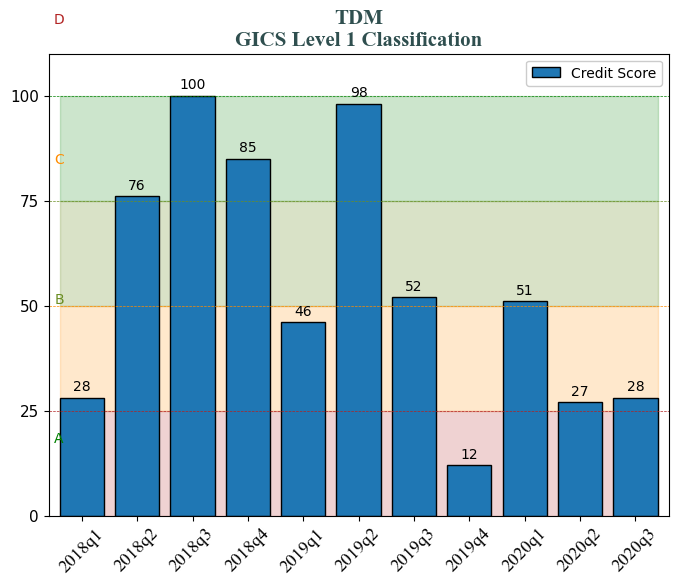 D
TDM
GICS Level 1 Classification
Credit Score
100
98
100
C
85
76
75
B
52
51
50
46
28
27
28
25
A
12
0
2018q1
2018q2
2018q3
2018q4
2019q1
2019q2
2019q3
2019q4
2020q1
2020q2
2020q3